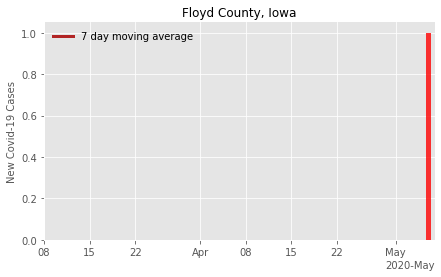 Floyd County, Iowa
7 day moving average
New Covid-19 Cases
1.0
0.8
0.6
0.4
0.2
0.0
08 15 22 Apr 08 15 22 May
2020-May